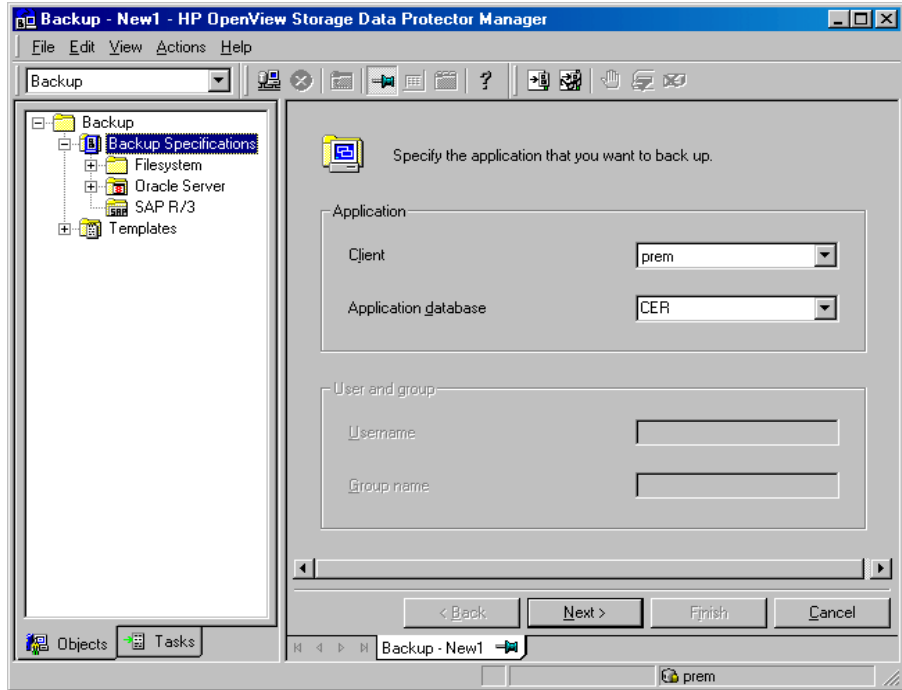 Backup - New1 - HP OpenView Storage Data Protector Manager
File Edit View Actions Help
Backup
?
Backup
Backup Specifications
Filesystem
Oracle Server
SAP R/3
Templates
Specify the application that you want to back up.
Application
Client
prem
Application database
CER
User and group
Username
Group name
< Back
Next >
Finish
Cancel
Objects
Tasks
Backup - New1
prem